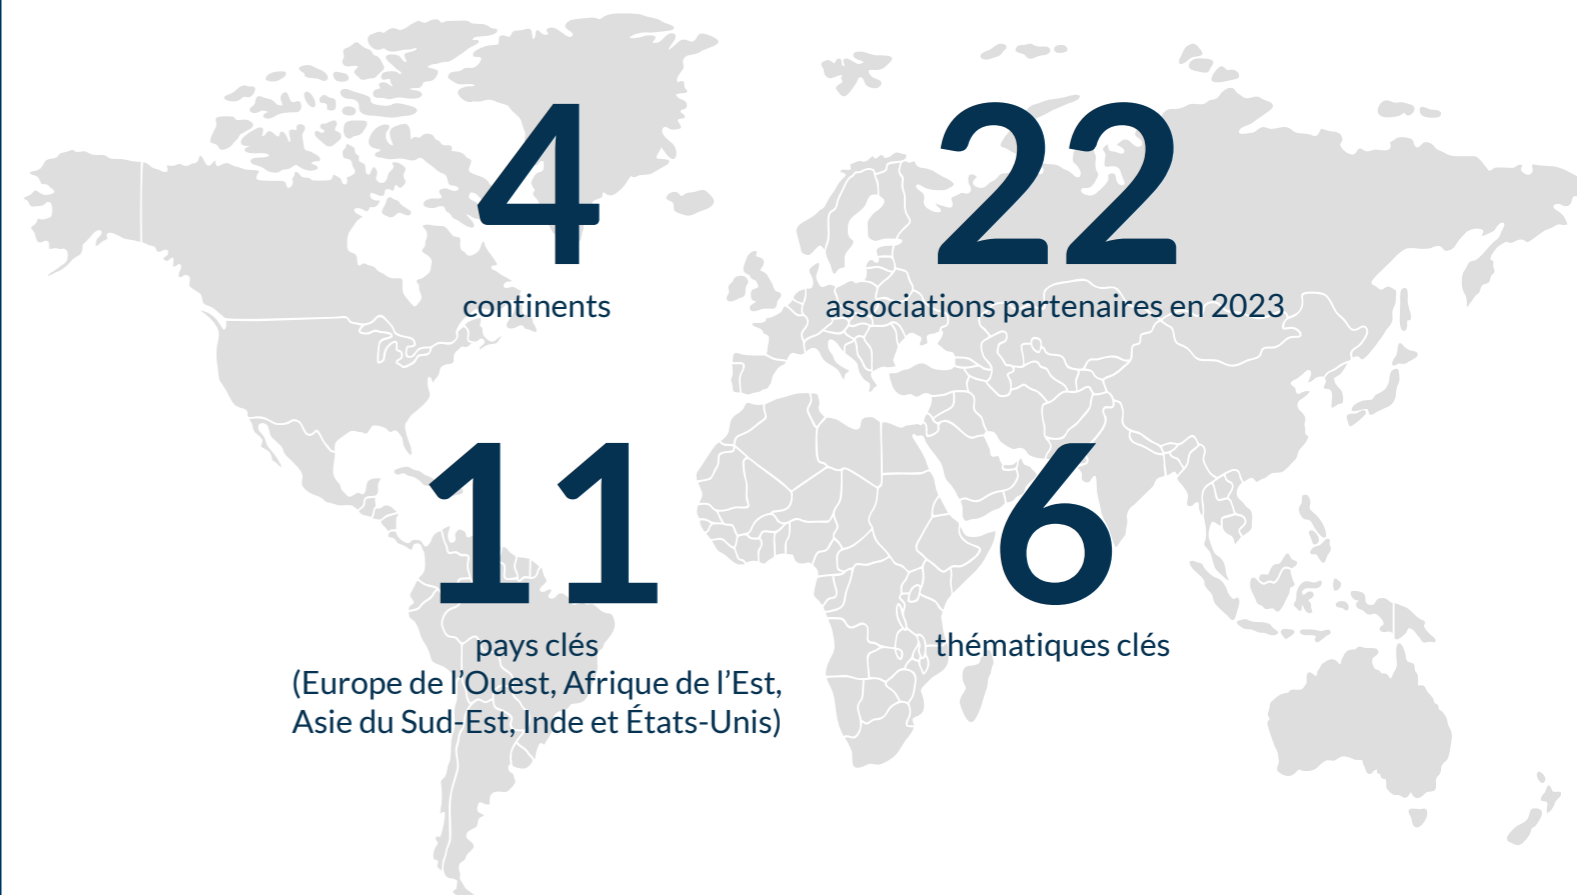 4
continents
22
associations partenaires en 2023
11
pays clés
(Europe de l’Ouest, Afrique de l’Est,
Asie du Sud-Est, Inde et États-Unis)
6
thématiques clés